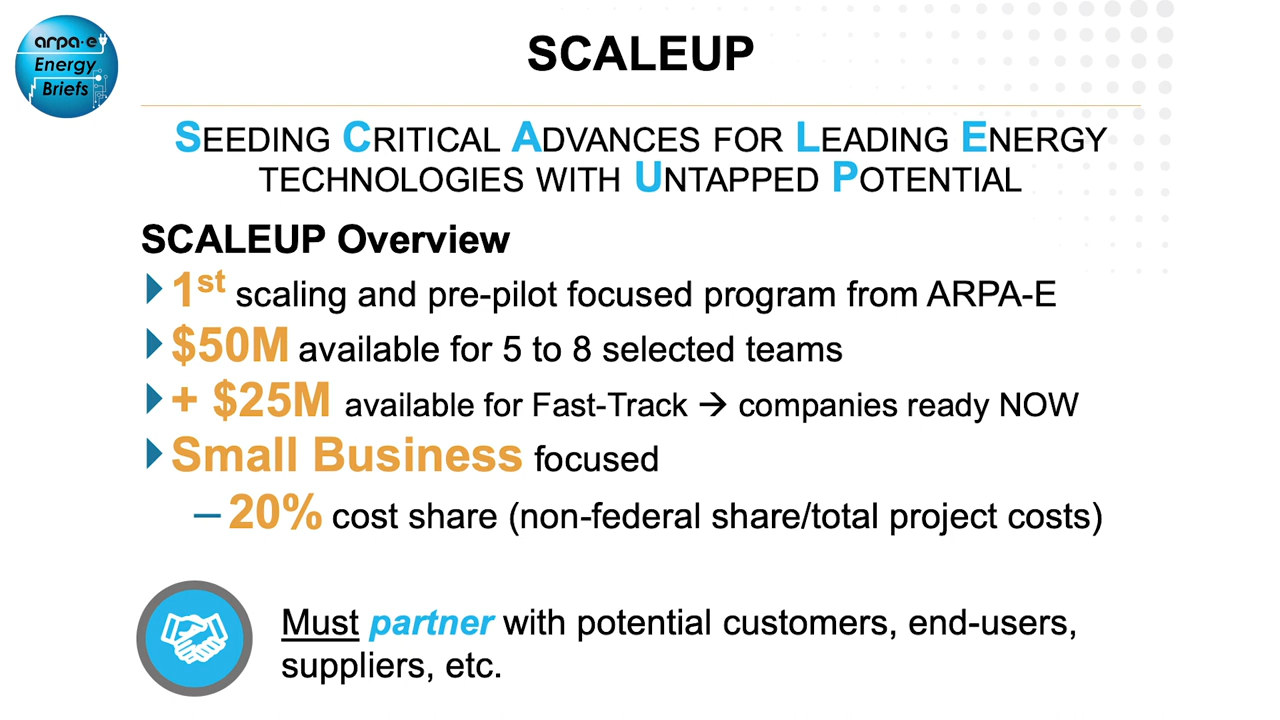 arpa·e
Energy
Briefs
SCALEUP
SEEDING CRITICAL ADVANCES FOR LEADING ENERGY
TECHNOLOGIES WITH UNTAPPED POTENTIAL
SCALEUP Overview
1st scaling and pre-pilot focused program from ARPA-E
$50M available for 5 to 8 selected teams
+ $25M available for Fast-Track → companies ready NOW
Small Business focused
– 20% cost share (non-federal share/total project costs)
Must partner with potential customers, end-users,
suppliers, etc.